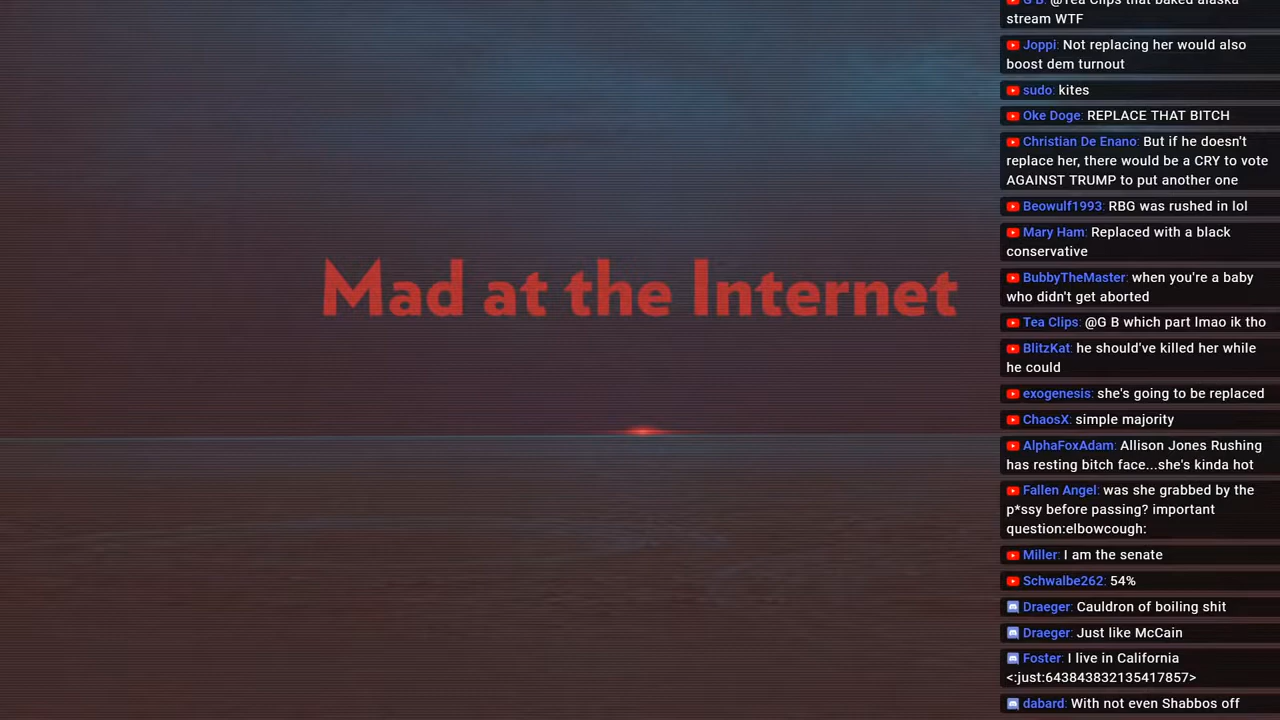 G B: @Tea Clips that baked alaska
stream WTF
Joppi: Not replacing her would also
boost dem turnout
sudo: kites
Oke Doge: REPLACE THAT BITCH
Christian De Enano: But if he doesn't
replace her, there would be a CRY to vote
AGAINST TRUMP to put another one
Beowulf1993: RBG was rushed in lol
Mary Ham: Replaced with a black
conservative
Mad at the Internet
BubbyTheMaster: when you're a baby
who didn't get aborted
Tea Clips: @G B which part lmao ik tho
BlitzKat: he should've killed her while
he could
exogenesis: she's going to be replaced
ChaosX: simple majority
AlphaFoxAdam: Allison Jones Rushing
has resting bitch face...she's kinda hot
Fallen Angel: was she grabbed by the
p*ssy before passing? important
question:elbowcough:
Miller: I am the senate
Schwalbe262: 54%
Draeger: Cauldron of boiling shit
Draeger: Just like McCain
Foster: I live in California
<:just:643843832135417857>
dabard: With not even Shabbos off